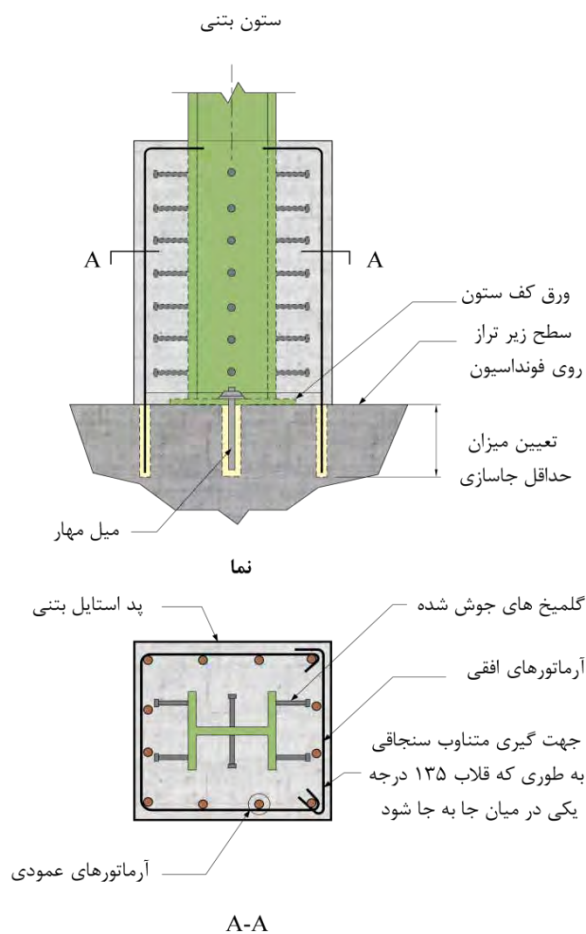 ستون بتنی
A
A
ورق کف ستون
سطح زیر تراز
روی فونداسیون
تعیین میزان
حداقل جاسازی
میل مهار
نما
پد استایل بتنی
گلمیخ های جوش شده
آرماتورهای افقی
جهت گیری متناوب سنجاقی
به طوری که قلاب ۱۳۵ درجه
یکی در میان جا به جا شود
آرماتورهای عمودی
A-A